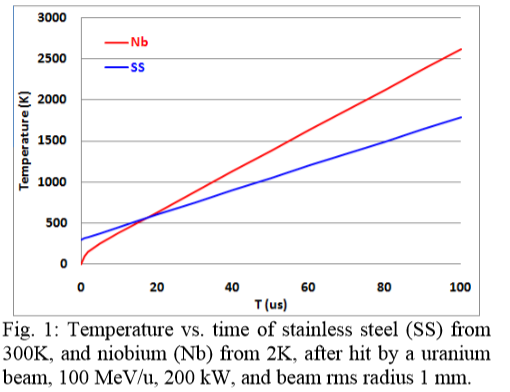 3000
Nb
2500
SS
2000
Temperature (K)
1500
1000
500
0
0 20 40 60 80 100
T (us)
Fig. 1: Temperature vs. time of stainless steel (SS) from
300K, and niobium (Nb) from 2K, after hit by a uranium
beam, 100 MeV/u, 200 kW, and beam rms radius 1 mm.